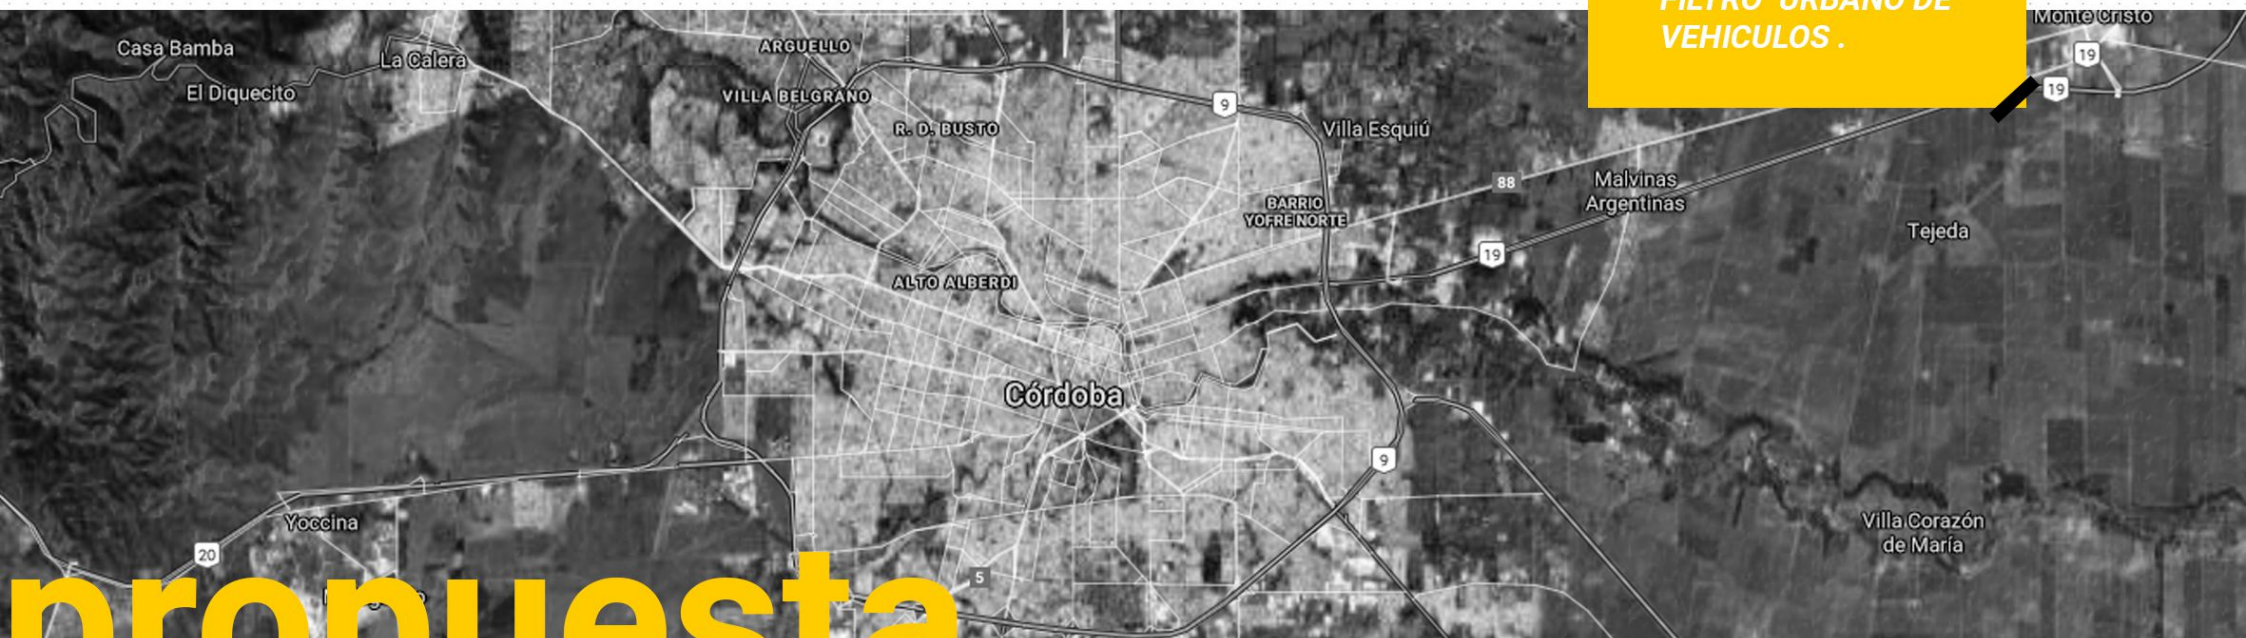 FILTRO URBANO DE
VEHICULOS .
Monte Cristo
Casa Bamba
La Calera
ARGUELLO
19
El Diquecito
VILLA BELGRANO
19
9
R. D. BUSTO
Villa Esquiú
88
Malvinas
Argentinas
BARRIO
YOFRE NORTE
Tejeda
19
ALTO ALBERDI
Córdoba
9
Yoccina
Villa Corazón
de María
20
5
propuesta